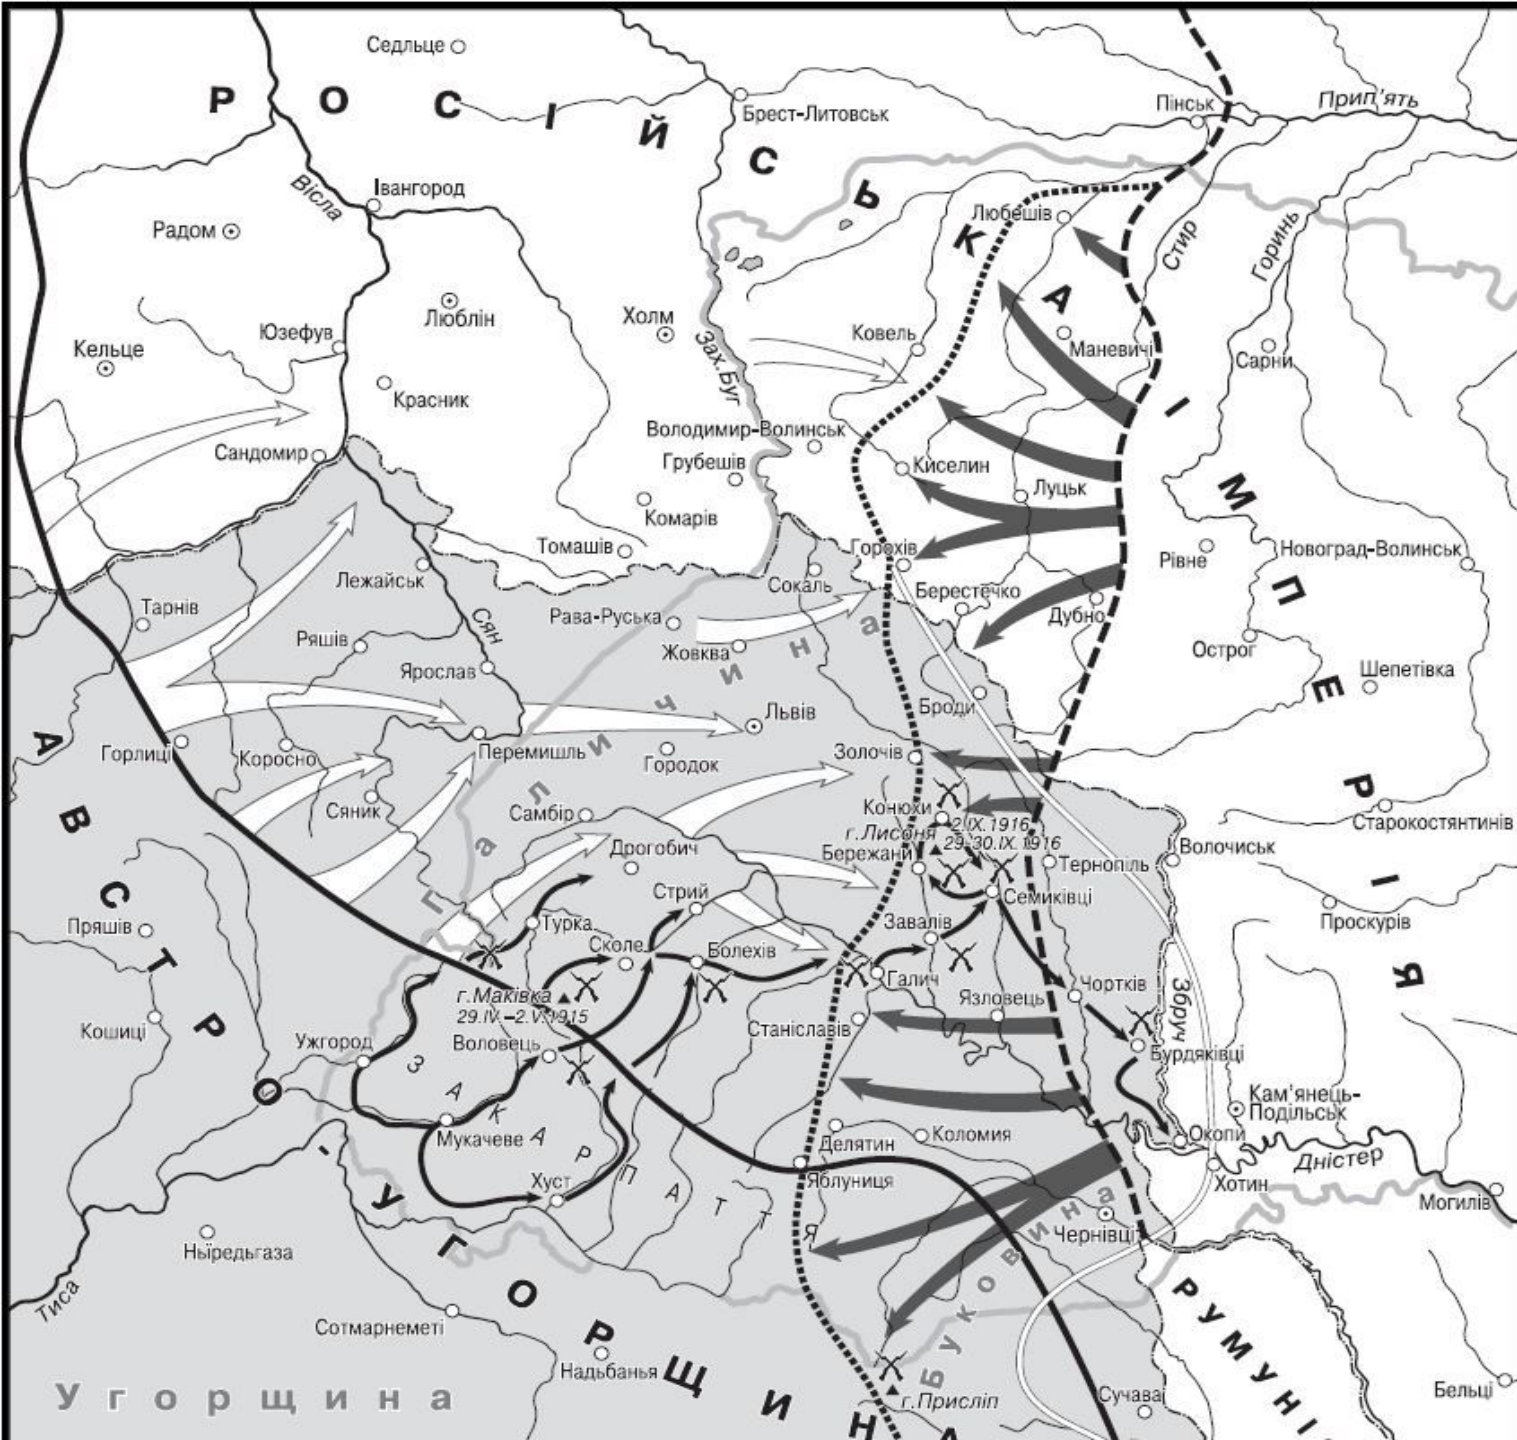 Седльце
РОСІЙСЬКА ІМПЕРІЯ
Брест-Литовськ
Пінськ
Прип'ять
Вісла
Івангород
Радом
Любешів
Стир
Горинь
Люблін
Холм
Юзефув
Зах.Буг
Ковель
Маневичі
Сарни
Кельце
Красник
Володимир-Волинськ
Сандомир
Грубешів
Киселин
Луцьк
Комарів
Томашів
Горохів
Рівне
Новоград-Волинськ
Лежайськ
Сокаль
Берестечко
Дубно
Тарнів
Сян
Рава-Руська
Ряшів
Жовква
Острог
Ярослав
Шепетівка
Броди
Львів
Галичина
Горлиці
Коросно
Перемишль
Городок
Золочів
Сяник
Самбір
Конюхи
2.IX.1916
г.Лисоня
29-30.IX.1916
Старокостянтинів
Дрогобич
Бережани
Тернопіль
Волочиськ
Стрий
Семиківці
Пряшів
Турка
Завалів
Проскурів
Сколе
Болехів
Галич
Чортків
г.Маківка
29.IV.–2.V.1915
Язловець
Збруч
Кошиці
Ужгород
Воловець
Станіславів
Бурдяківці
ЗАКАРПАТТЯ
Кам'янець-
Подільськ
Мукачеве
Делятин
Коломия
Окопи
Дністер
Хуст
Яблуниця
Хотин
Могилів
Чернівці
Ньіредьгаза
Буковина
Тиса
РУМУНІ
Сотмарнеметі
Надьбанья
АВСТРО-УГОРЩИНА
Угорщина
г.Присліп
Сучава
Бельці